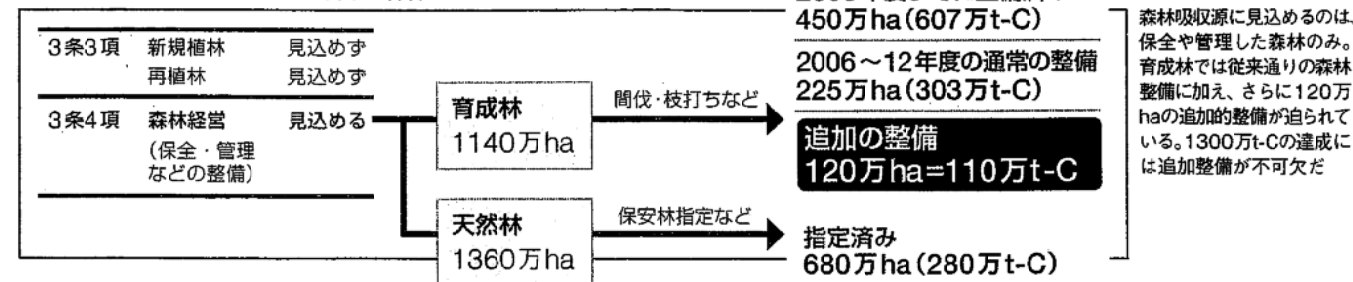 3条3項 新規植林 見込めず
再植林 見込めず
3条4項 森林経営 見込める
(保全・管理
などの整備)
育成林
1140万ha
間伐・枝打ちなど
天然林
1360万ha
保安林指定など
450万ha(607万t-C)
2006～12年度の通常の整備
225万ha(303万t-C)
追加の整備
120万ha=110万t-C
指定済み
680万ha(280万t-C)
森林吸収源に見込めるのは、
保全や管理した森林のみ。
育成林では従来通りの森林
整備に加え、さらに120万
haの追加的整備が迫られて
いる。1300万t-Cの達成に
は追加整備が不可欠だ